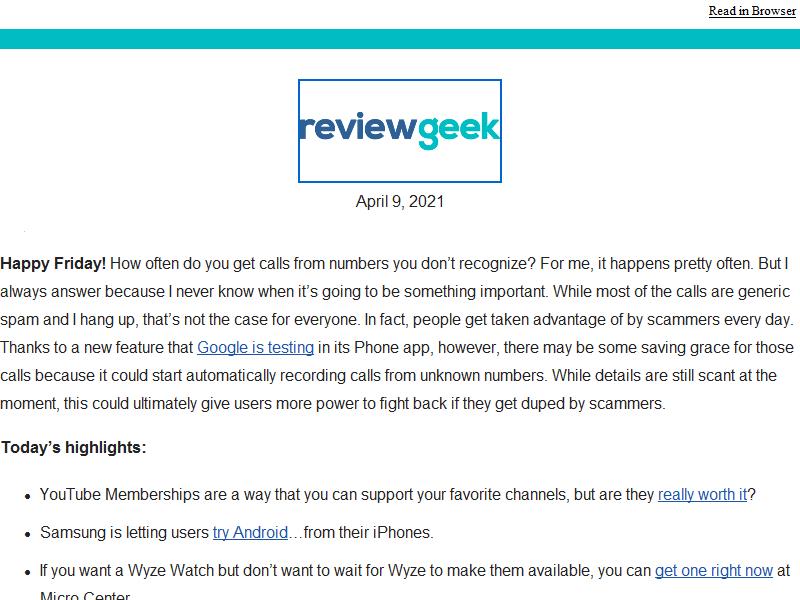 Read in Browser
reviewgeek
April 9, 2021
Happy Friday! How often do you get calls from numbers you don’t recognize? For me, it happens pretty often. But I
always answer because I never know when it’s going to be something important. While most of the calls are generic
spam and I hang up, that’s not the case for everyone. In fact, people get taken advantage of by scammers every day.
Thanks to a new feature that Google is testing in its Phone app, however, there may be some saving grace for those
calls because it could start automatically recording calls from unknown numbers. While details are still scant at the
moment, this could ultimately give users more power to fight back if they get duped by scammers.
Today’s highlights:
• YouTube Memberships are a way that you can support your favorite channels, but are they really worth it?
• Samsung is letting users try Android…from their iPhones.
• If you want a Wyze Watch but don’t want to wait for Wyze to make them available, you can get one right now at
Micro Center